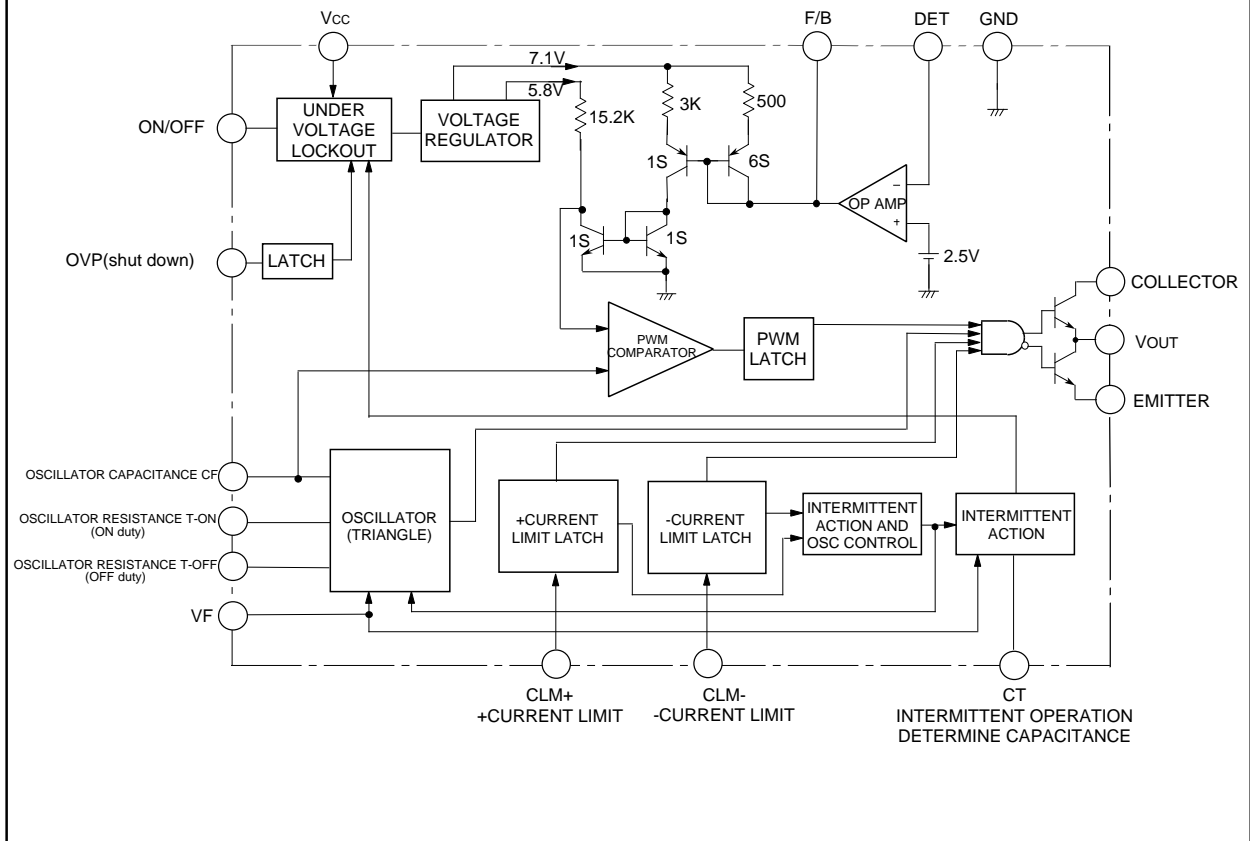 VCC
F/B
DET
GND
7.1V
5.8V
15.2K
3K
500
ON/OFF
UNDER
VOLTAGE
LOCKOUT
VOLTAGE
REGULATOR
1S
6S
OP AMP
−
+
1S
1S
2.5V
OVP(shut down)
LATCH
COLLECTOR
PWM
COMPARATOR
PWM
LATCH
VOUT
EMITTER
OSCILLATOR CAPACITANCE CF
OSCILLATOR RESISTANCE T-ON
(ON duty)
OSCILLATOR RESISTANCE T-OFF
(OFF duty)
VF
OSCILLATOR
(TRIANGLE)
+CURRENT
LIMIT LATCH
-CURRENT
LIMIT LATCH
INTERMITTENT
ACTION AND
OSC CONTROL
INTERMITTENT
ACTION
CLM+
+CURRENT LIMIT
CLM-
-CURRENT LIMIT
CT
INTERMITTENT OPERATION
DETERMINE CAPACITANCE